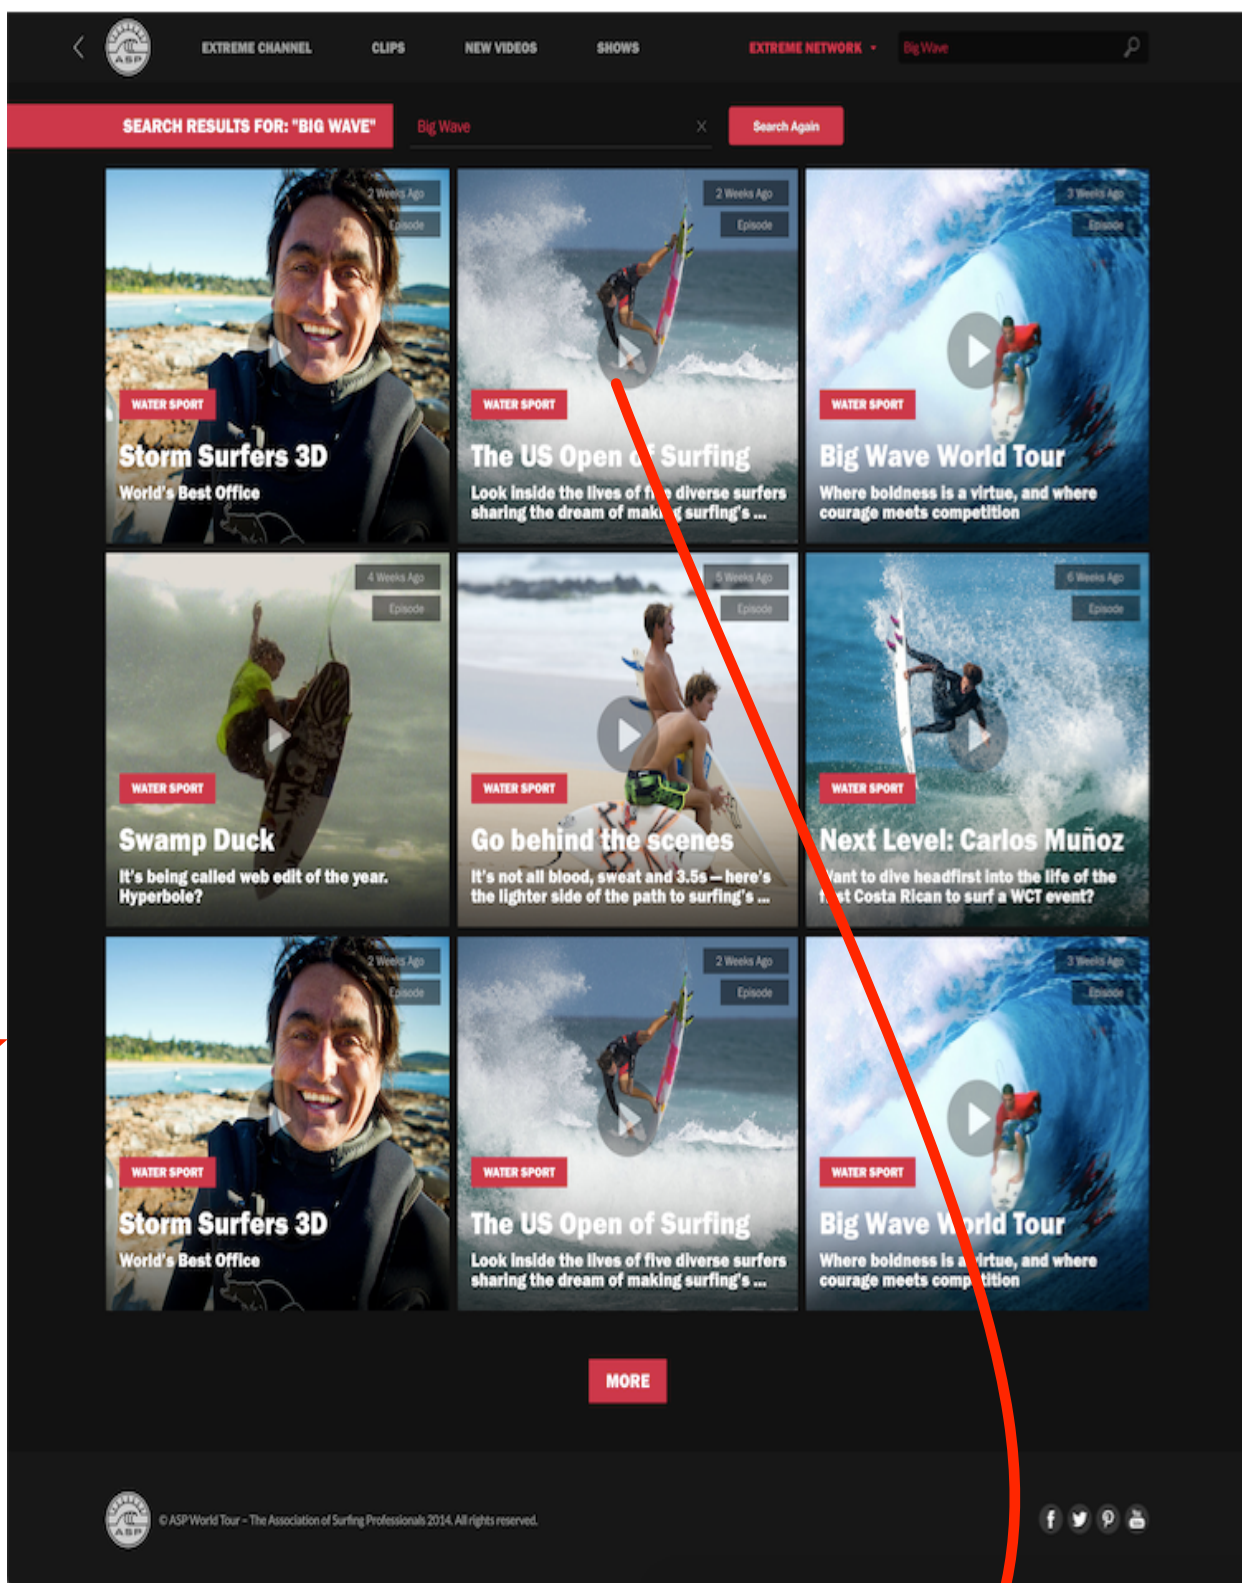 ASP
EXTREME CHANNEL
CLIPS
NEW VIDEOS
SHOWS
EXTREME NETWORK
Big Wave
SEARCH RESULTS FOR: "BIG WAVE"
Big Wave
X
Search Again
2 Weeks Ago
Episode
WATER SPORT
Storm Surfers 3D
World's Best Office
2 Weeks Ago
Episode
WATER SPORT
The US Open of Surfing
Look inside the lives of five diverse surfers
sharing the dream of making surfing's ...
3 Weeks Ago
Episode
WATER SPORT
Big Wave World Tour
Where boldness is a virtue, and where
courage meets competition
4 Weeks Ago
Episode
WATER SPORT
Swamp Duck
It's being called web edit of the year.
Hyperbole?
5 Weeks Ago
Episode
WATER SPORT
Go behind the scenes
It's not all blood, sweat and 3.5s — here's
the lighter side of the path to surfing's ...
6 Weeks Ago
Episode
WATER SPORT
Next Level: Carlos Muñoz
Want to dive headfirst into the life of the
first Costa Rican to surf a WCT event?
2 Weeks Ago
Episode
WATER SPORT
Storm Surfers 3D
World's Best Office
2 Weeks Ago
Episode
WATER SPORT
The US Open of Surfing
Look inside the lives of five diverse surfers
sharing the dream of making surfing's ...
3 Weeks Ago
Episode
WATER SPORT
Big Wave World Tour
Where boldness is a virtue, and where
courage meets competition
MORE
ASP
© ASP World Tour – The Association of Surfing Professionals 2014. All rights reserved.